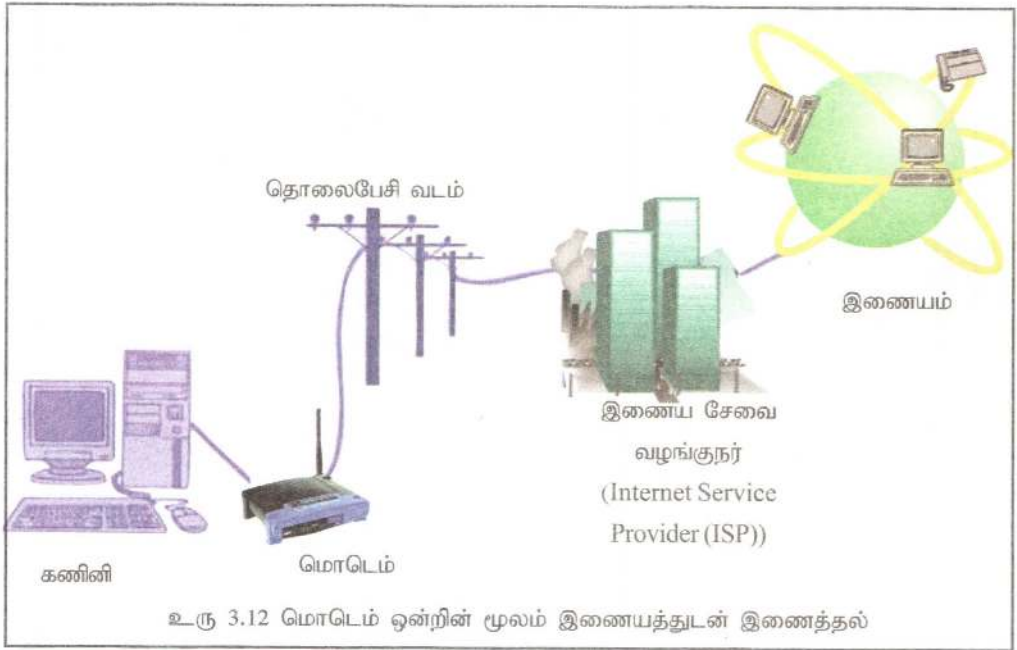 தொலைபேசி வடம்
இணையம்
இணைய சேவை
வழங்குநர்
(Internet Service
Provider (ISP))
மொடெம்
கணினி
உரு 3.12 மொடெம் ஒன்றின் மூலம் இணையத்துடன் இணைத்தல்